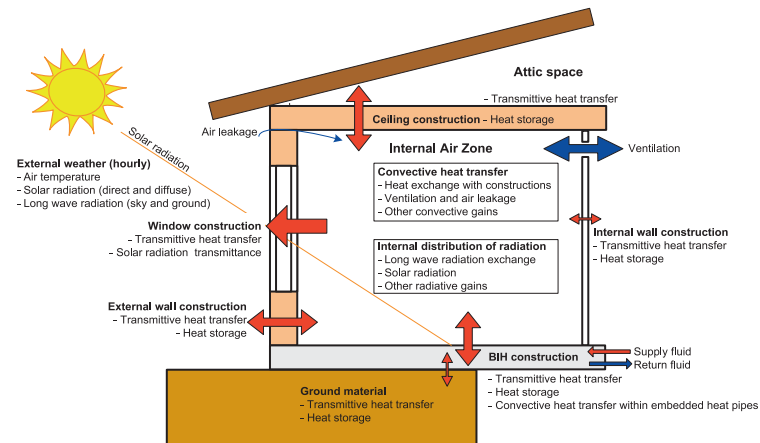 Attic space
- Transmittive heat transfer
Ceiling construction - Heat storage
Air leakage
Solar radiation
Internal Air Zone
Ventilation
External weather (hourly)
- Air temperature
- Solar radiation (direct and diffuse)
- Long wave radiation (sky and ground)
Convective heat transfer
- Heat exchange with constructions
- Ventilation and air leakage
- Other convective gains
Window construction
- Transmittive heat transfer
- Solar radiation transmittance
Internal wall construction
- Transmittive heat transfer
- Heat storage
Internal distribution of radiation
- Long wave radiation exchange
- Solar radiation
- Other radiative gains
External wall construction
- Transmittive heat transfer
- Heat storage
BIH construction
Supply fluid
Return fluid
- Transmittive heat transfer
- Heat storage
- Convective heat transfer within embedded heat pipes
Ground material
- Transmittive heat transfer
- Heat storage